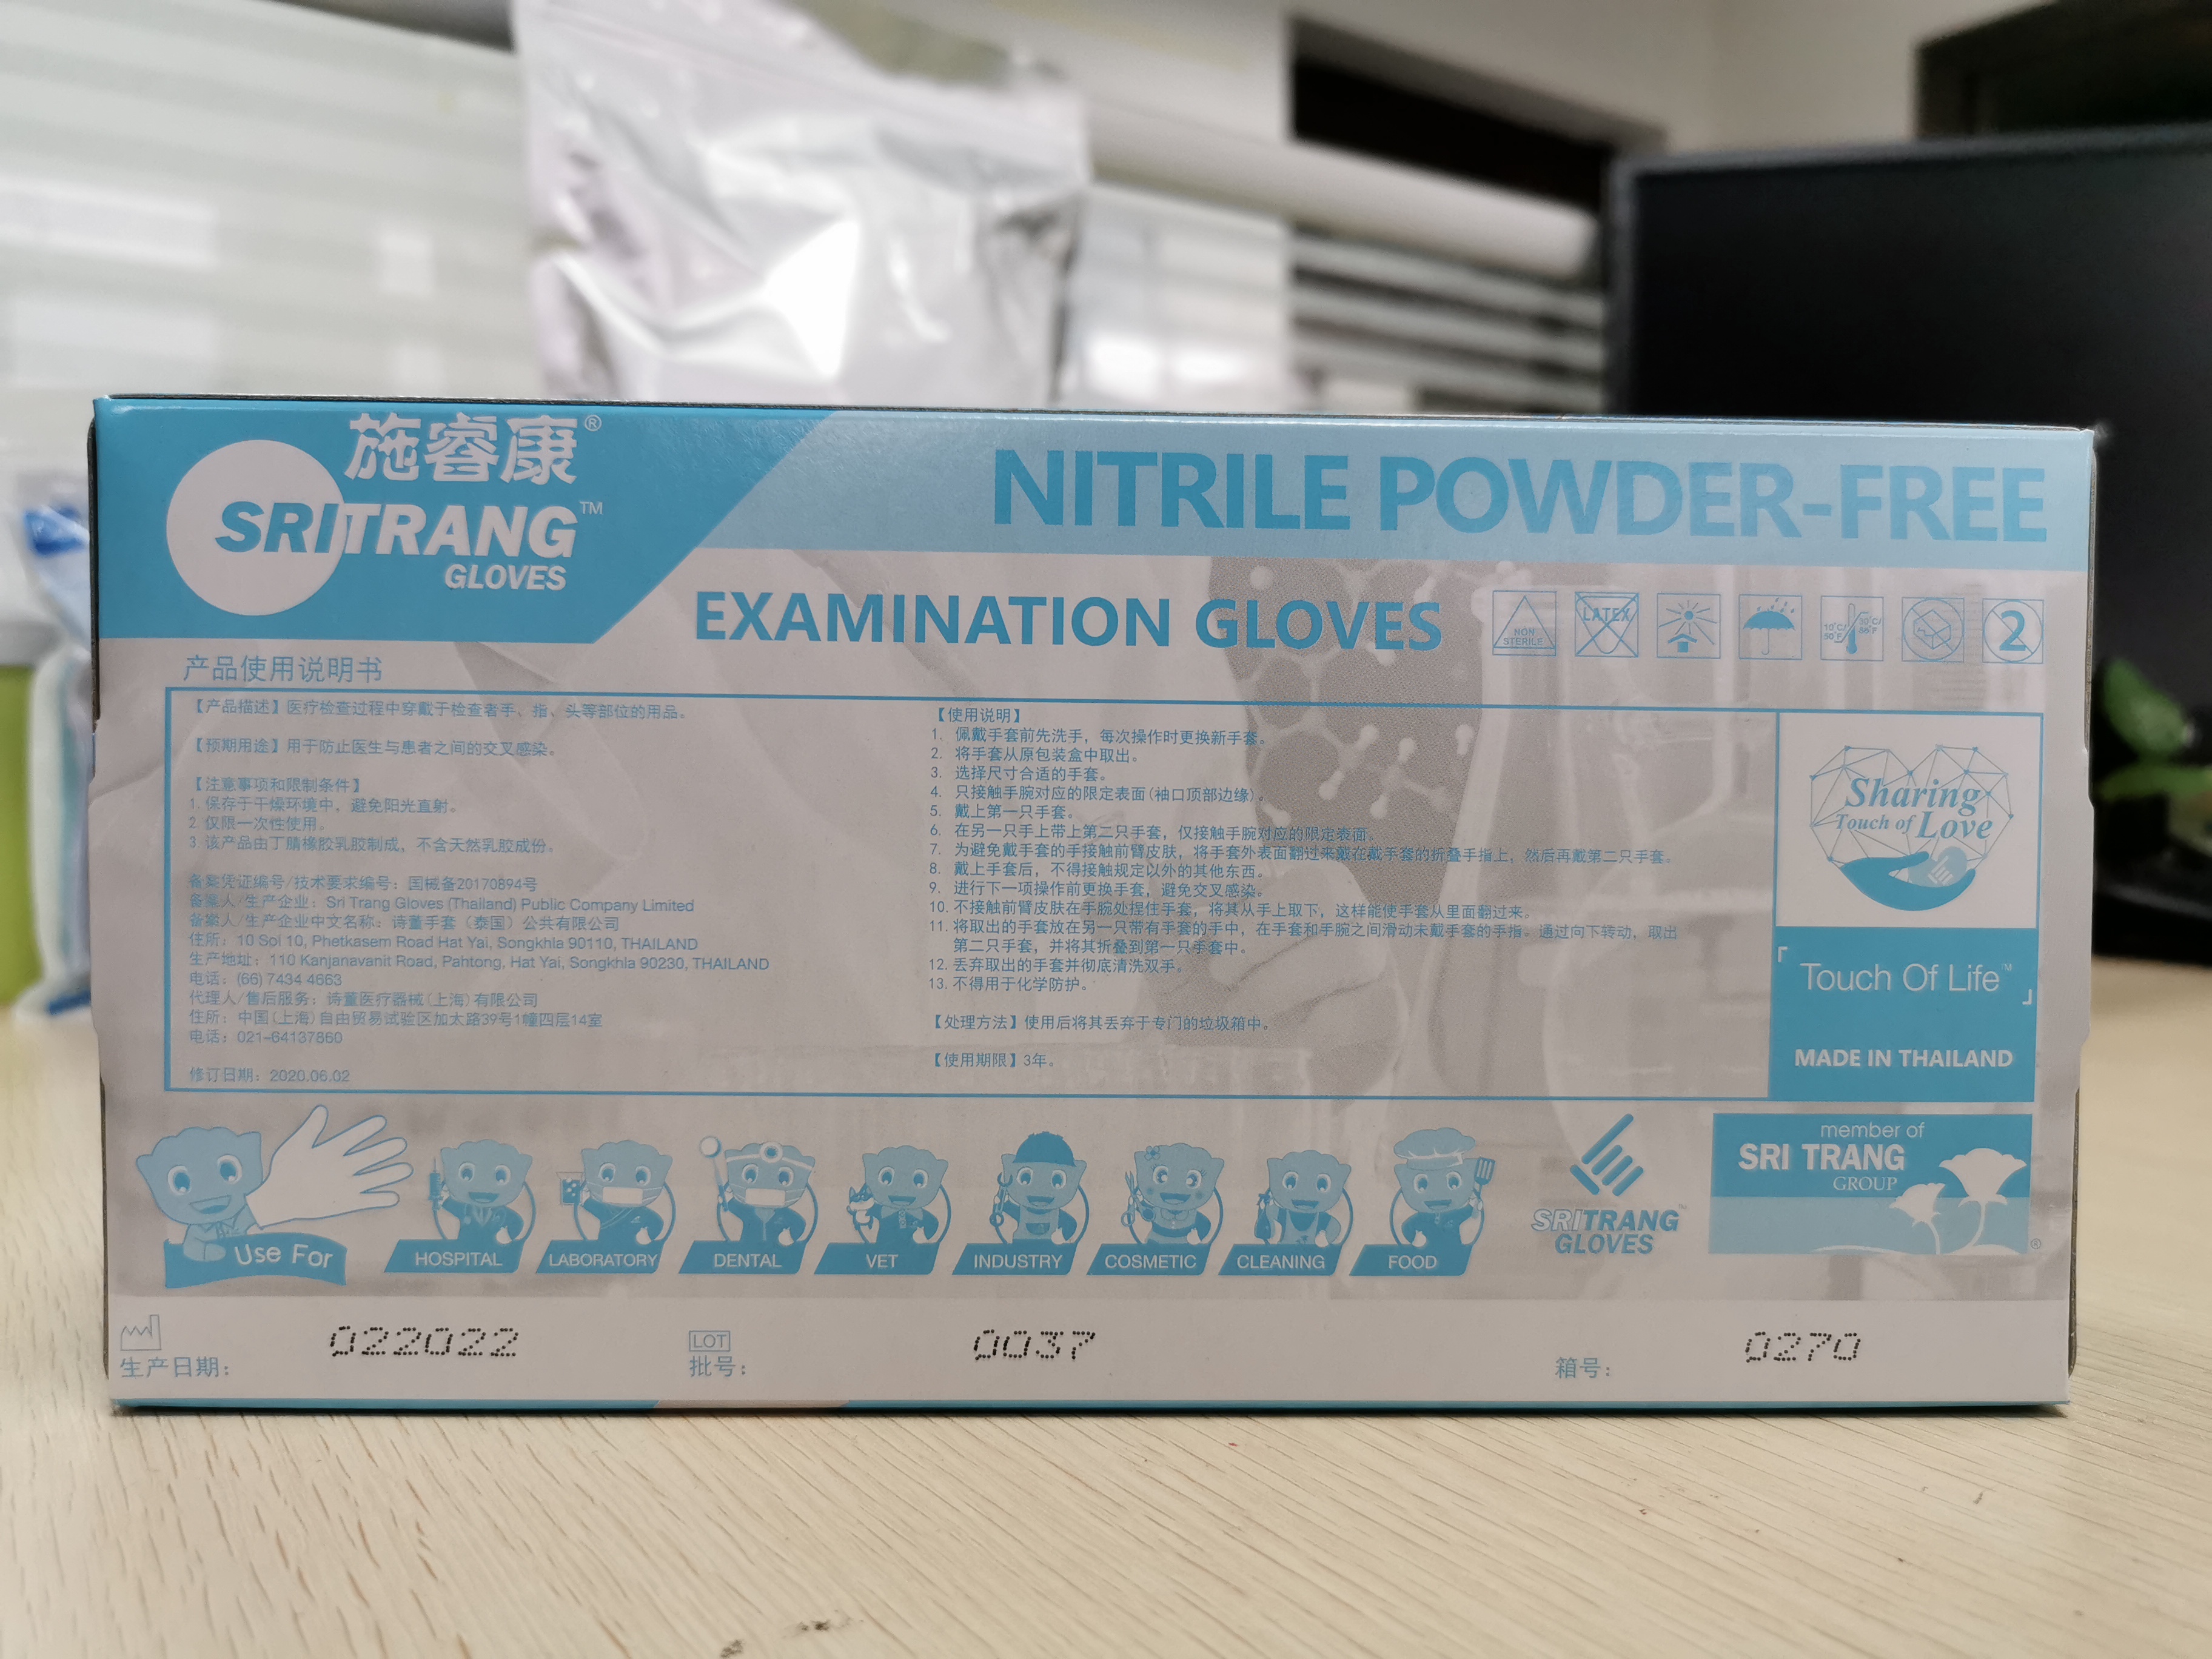 施睿康®
SRITRANG™
GLOVES
NITRILE POWDER-FREE
EXAMINATION GLOVES
NON
STERILE
LATEX
10°C/
50°F
30°C/
86°F
2
产品使用说明书
【产品描述】医疗检查过程中穿戴于检查者手、指、头等部位的用品。
【预期用途】用于防止医生与患者之间的交叉感染。
【注意事项和限制条件】
1. 保存于干燥环境中，避免阳光直射。
2. 仅限一次性使用。
3. 该产品由丁腈橡胶乳胶制成，不含天然乳胶成份。
备案凭证编号/技术要求编号：国械备20170894号
备案人/生产企业：Sri Trang Gloves (Thailand) Public Company Limited
备案人/生产企业中文名称：诗董手套（泰国）公共有限公司
住所：10 Soi 10, Phetkasem Road Hat Yai, Songkhla 90110, THAILAND
生产地址：110 Kanjanavanit Road, Pahtong, Hat Yai, Songkhla 90230, THAILAND
电话：(66) 7434 4663
代理人/售后服务：诗董医疗器械(上海)有限公司
住所：中国(上海)自由贸易试验区加太路39号1幢四层14室
电话：021-64137860
修订日期：2020.06.02
【使用说明】
1. 佩戴手套前先洗手，每次操作时更换新手套。
2. 将手套从原包装盒中取出。
3. 选择尺寸合适的手套。
4. 只接触手腕对应的限定表面(袖口顶部边缘)。
5. 戴上第一只手套。
6. 在另一只手上带上第二只手套，仅接触手腕对应的限定表面。
7. 为避免戴手套的手接触前臂皮肤，将手套外表面翻过来戴在戴手套的折叠手指上，然后再戴第二只手套。
8. 戴上手套后，不得接触规定以外的其他东西。
9. 进行下一项操作前更换手套，避免交叉感染。
10. 不接触前臂皮肤在手腕处捏住手套，将其从手上取下，这样能使手套从里面翻过来。
11. 将取出的手套放在另一只带有手套的手中，在手套和手腕之间滑动未戴手套的手指。通过向下转动，取出
第二只手套，并将其折叠到第一只手套中。
12. 丢弃取出的手套并彻底清洗双手。
13. 不得用于化学防护。
【处理方法】使用后将其丢弃于专门的垃圾箱中。
【使用期限】3年。
Sharing
Touch of Love
「Touch Of Life™」
MADE IN THAILAND
Use For
HOSPITAL
LABORATORY
DENTAL
VET
INDUSTRY
COSMETIC
CLEANING
FOOD
SRITRANG™
GLOVES
member of
SRI TRANG
GROUP
®
生产日期：
022022
LOT
批号：
0037
箱号：
0270